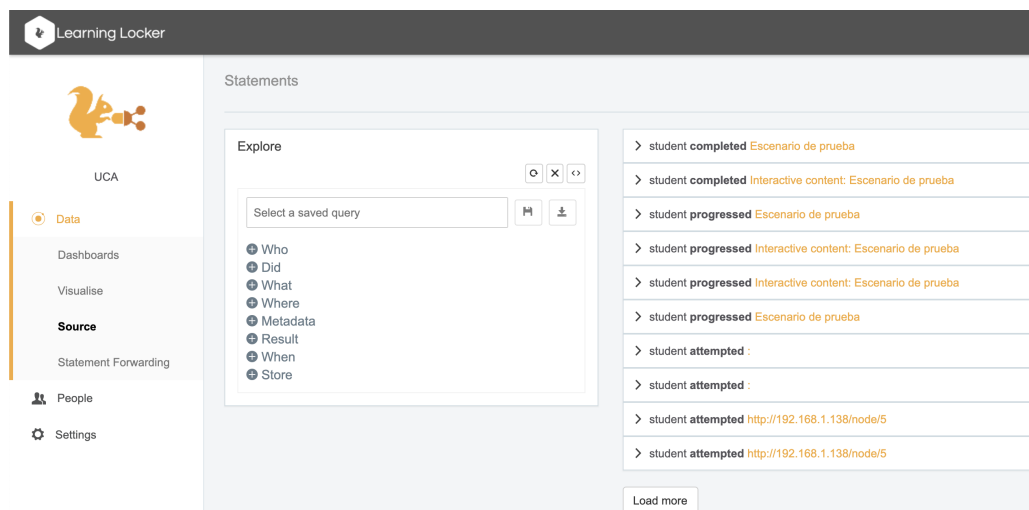 Learning Locker
UCA
Data
Dashboards
Visualise
Source
Statement Forwarding
People
Settings
Statements
Explore
Select a saved query
Who
Did
What
Where
Metadata
Result
When
Store
student completed Escenario de prueba
student completed Interactive content: Escenario de prueba
student progressed Escenario de prueba
student progressed Interactive content: Escenario de prueba
student progressed Interactive content: Escenario de prueba
student progressed Escenario de prueba
student attempted :
student attempted :
student attempted http://192.168.1.138/node/5
student attempted http://192.168.1.138/node/5
Load more